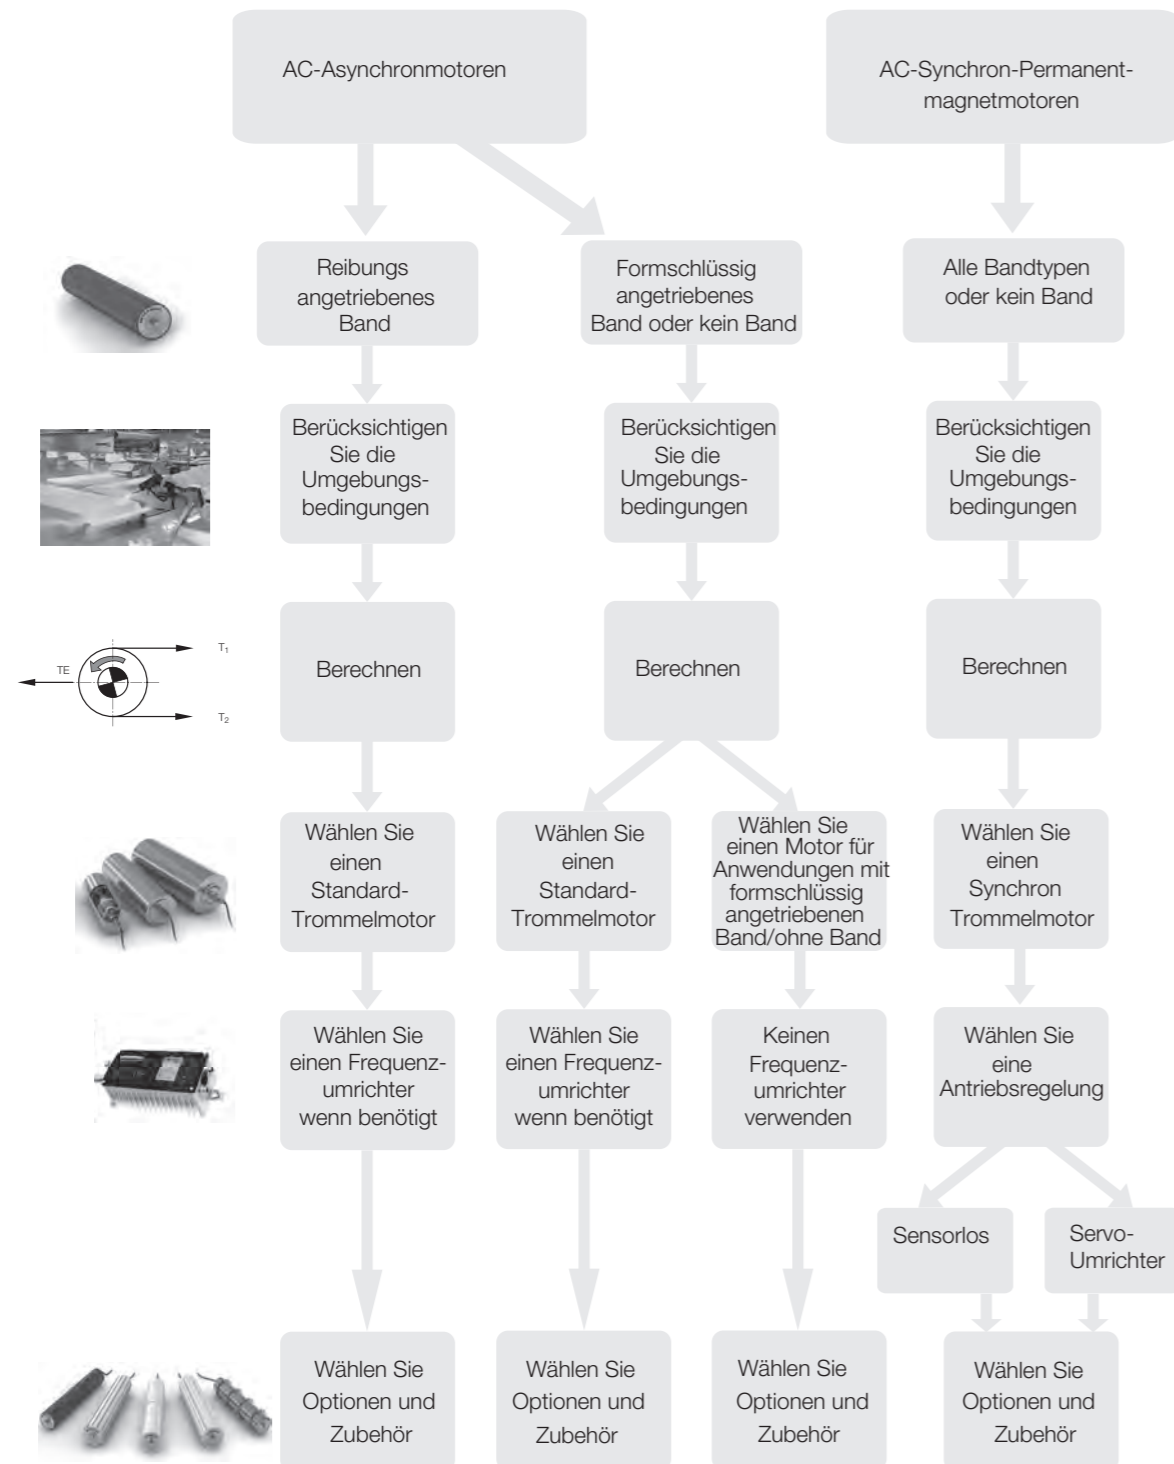 AC-Asynchronmotoren
AC-Synchron-Permanent-
magnetmotoren
Reibungs
angetriebenes
Band
Formschlüssig
angetriebenes
Band oder kein Band
Alle Bandtypen
oder kein Band
Berücksichtigen
Sie die
Umgebungs-
bedingungen
Berücksichtigen
Sie die
Umgebungs-
bedingungen
Berücksichtigen
Sie die
Umgebungs-
bedingungen
TE
T1
T2
Berechnen
Berechnen
Berechnen
Wählen Sie
einen
Standard-
Trommelmotor
Wählen Sie
einen
Standard-
Trommelmotor
Wählen Sie
einen Motor für
Anwendungen mit
formschlüssig
angetriebenen
Band/ohne Band
Wählen Sie
einen
Synchron
Trommelmotor
Wählen Sie
einen Frequenz-
umrichter
wenn benötigt
Wählen Sie
einen Frequenz-
umrichter
wenn benötigt
Keinen
Frequenz-
umrichter
verwenden
Wählen Sie
eine
Antriebsregelung
Sensorlos
Servo-
Umrichter
Wählen Sie
Optionen und
Zubehör
Wählen Sie
Optionen und
Zubehör
Wählen Sie
Optionen und
Zubehör
Wählen Sie
Optionen und
Zubehör